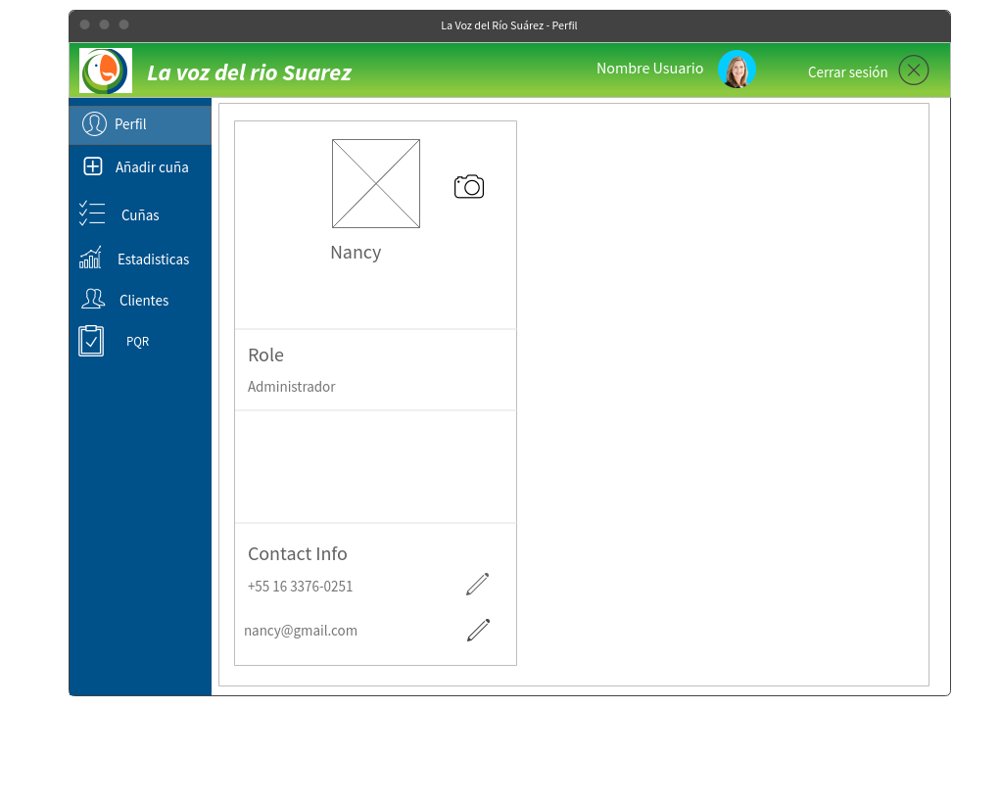 La Voz del Río Suárez - Perfil
La voz del rio Suarez
Nombre Usuario
Cerrar sesión
Perfil
Añadir cuña
Cuñas
Estadisticas
Clientes
PQR
Nancy
Role
Administrador
Contact Info
+55 16 3376-0251
nancy@gmail.com